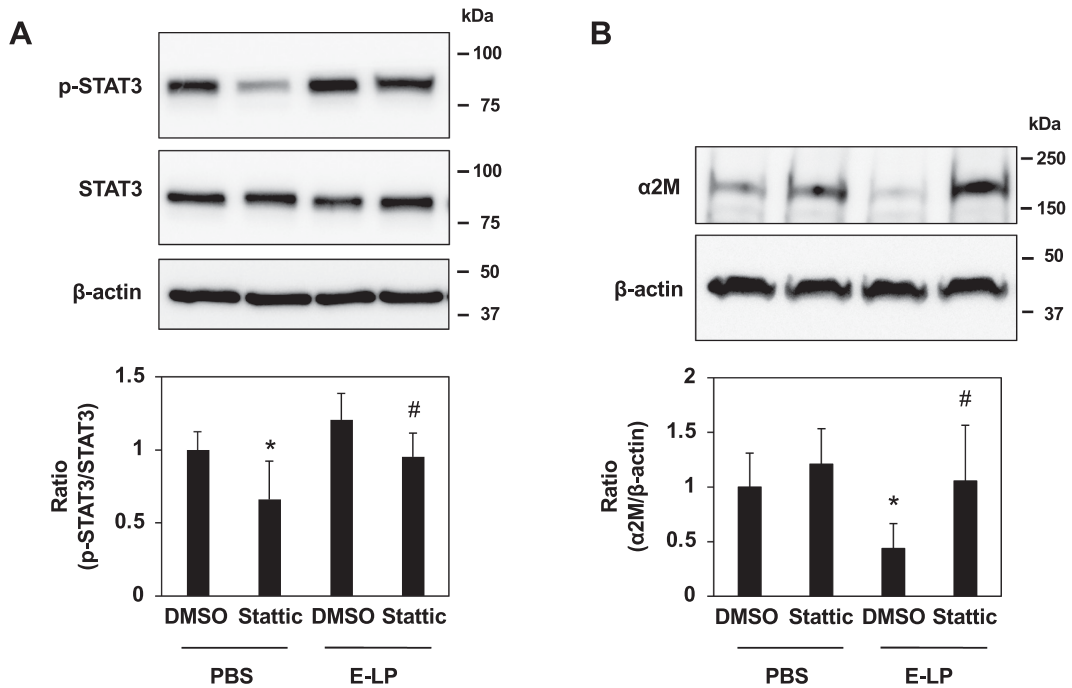 A
kDa
p-STAT3
100
75
STAT3
100
75
β-actin
50
37
Ratio
(p-STAT3/STAT3)
1.5
1
0.5
0
*
#
DMSO Stattic DMSO Stattic
PBS E-LP
B
kDa
α2M
250
150
β-actin
50
37
Ratio
(α2M/β-actin)
2
1.5
1
0.5
0
*
#
DMSO Stattic DMSO Stattic
PBS E-LP